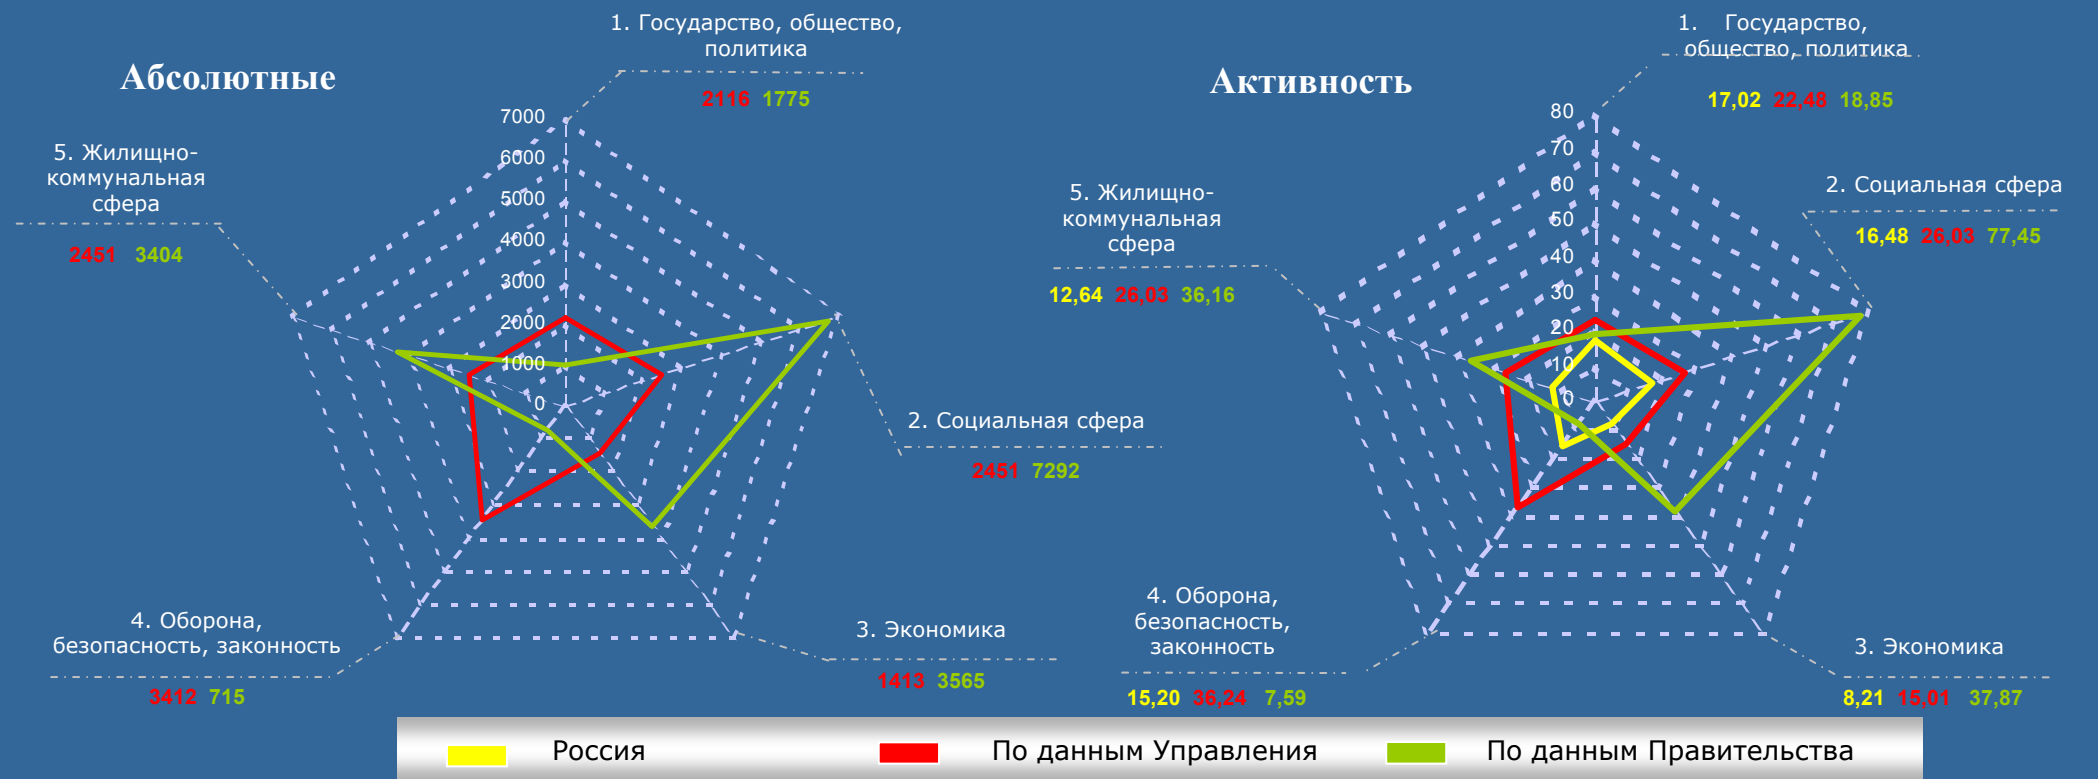 Абсолютные
1. Государство, общество,
политика
2116 1775
7000
6000
5000
4000
3000
2000
1000
0
5. Жилищно-
коммунальная
сфера
2451 3404
2. Социальная сфера
2451 7292
3. Экономика
1413 3565
4. Оборона,
безопасность, законность
3412 715
Активность
1. Государство,
общество, политика
17,02 22,48 18,85
80
70
60
50
40
30
20
10
0
2. Социальная сфера
16,48 26,03 77,45
5. Жилищно-
коммунальная
сфера
12,64 26,03 36,16
4. Оборона,
безопасность,
законность
15,20 36,24 7,59
3. Экономика
8,21 15,01 37,87
Россия
По данным Управления
По данным Правительства